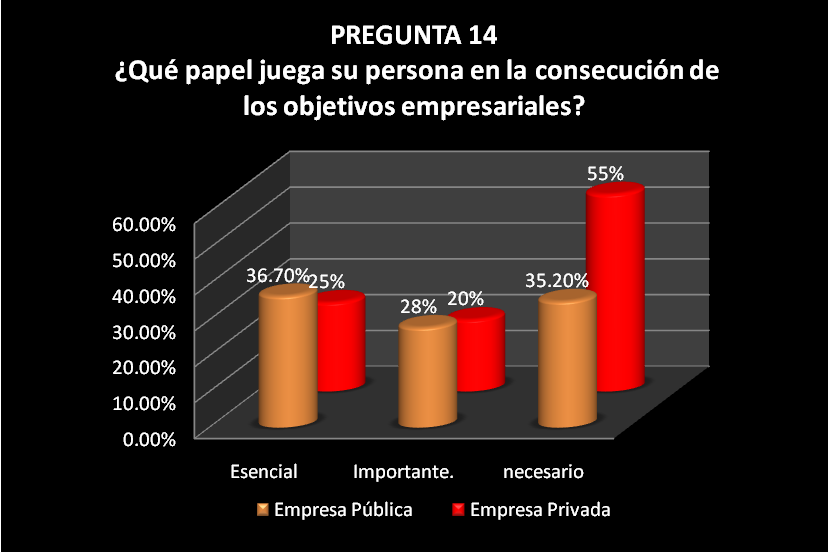 PREGUNTA 14
¿Qué papel juega su persona en la consecución de
los objetivos empresariales?
60.00%
50.00%
40.00%
30.00%
20.00%
10.00%
0.00%
36.70%
25%
28%
20%
35.20%
55%
Esencial
Importante.
necesario
Empresa Pública
Empresa Privada